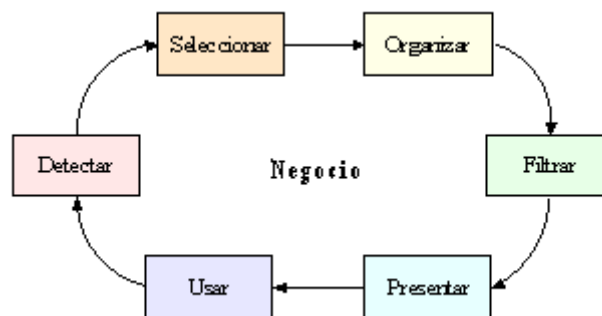 Seleccionar
Organizar
Detectar
Negocio
Filtrar
Usar
Presentar